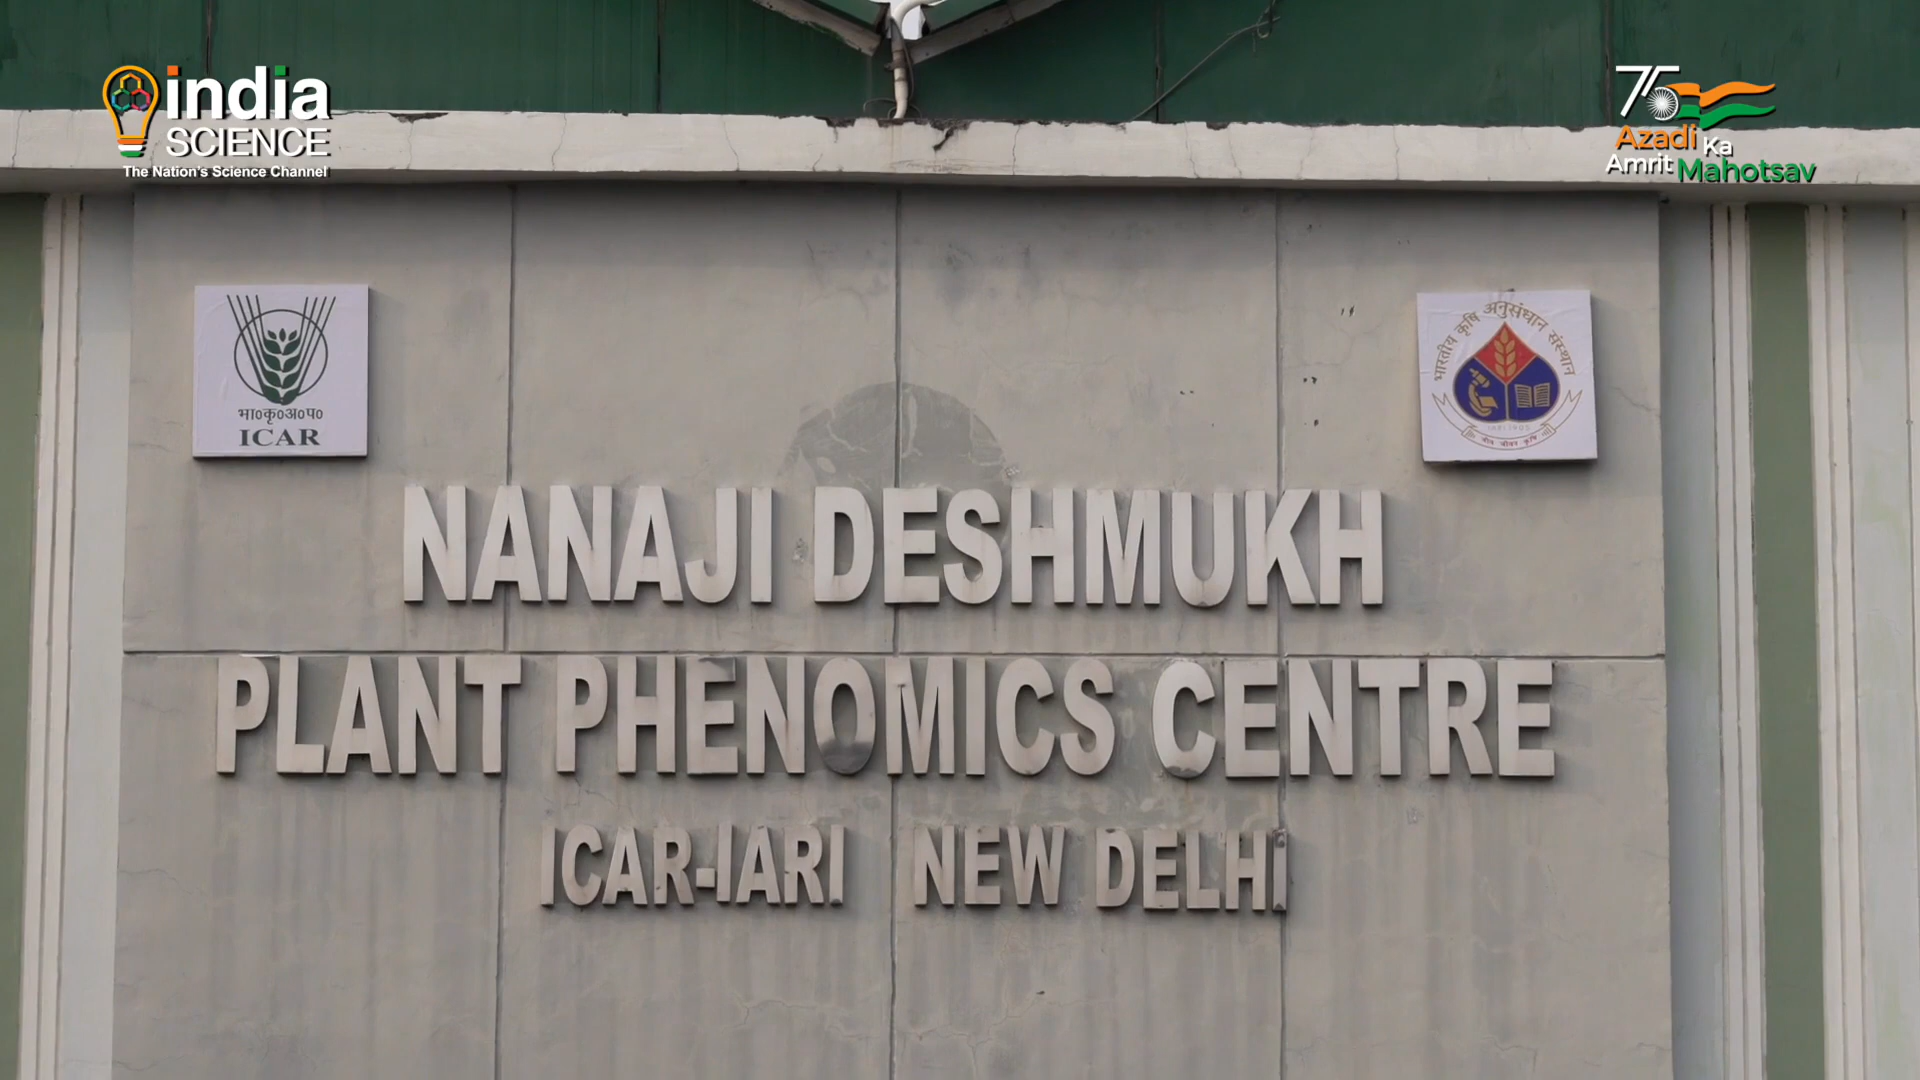 india
SCIENCE
The Nation's Science Channel
75
Azadi Ka
Amrit Mahotsav
भा०कृ०अ०प०
ICAR
भारतीय कृषि अनुसंधान संस्थान
NANAJI DESHMUKH
PLANT PHENOMICS CENTRE
ICAR-IARI NEW DELHI